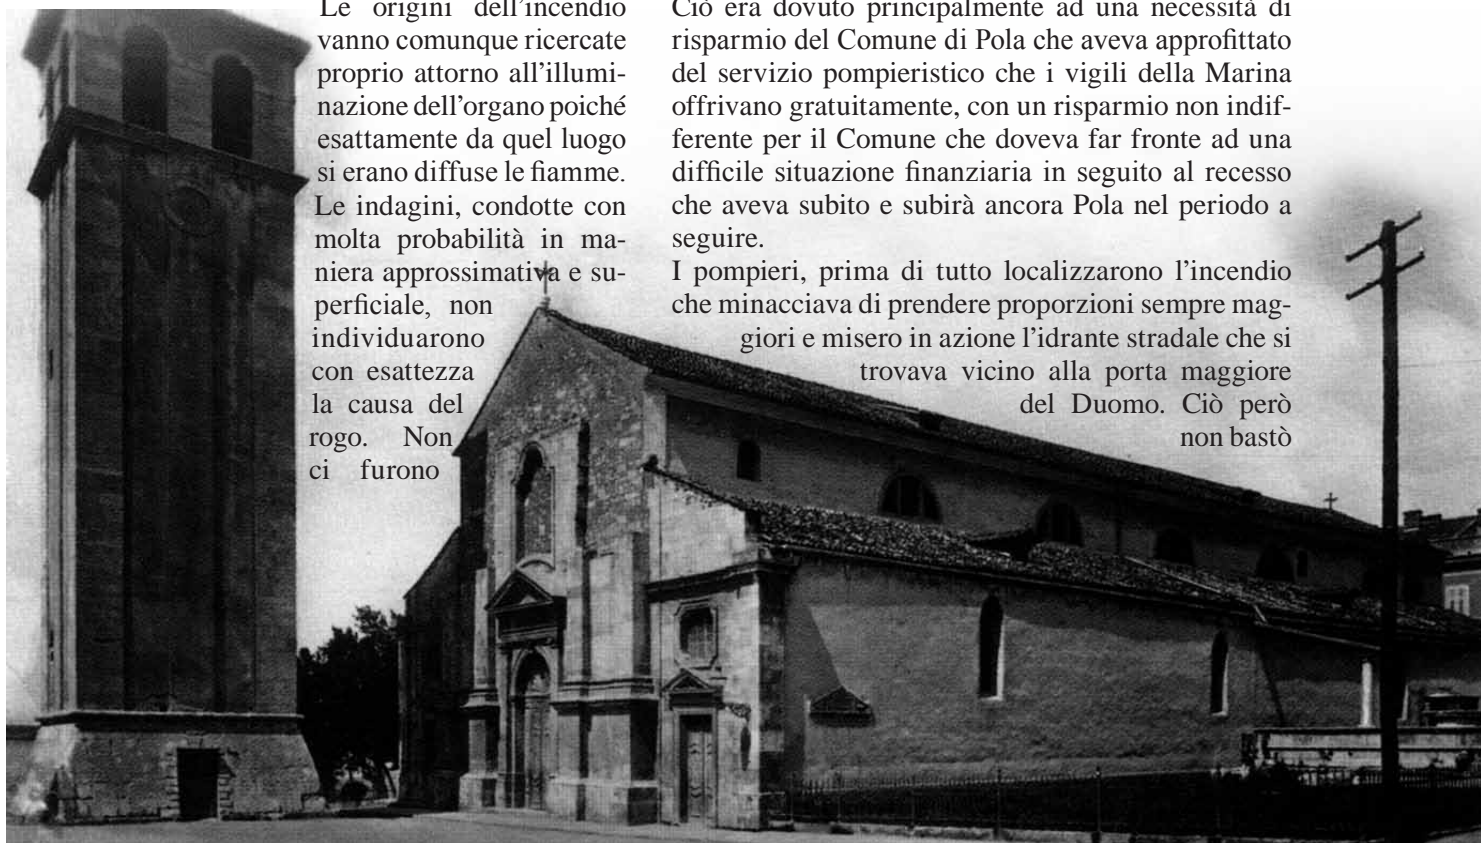 Le origini dell'incendio
vanno comunque ricercate
proprio attorno all'illumi-
nazione dell'organo poiché
esattamente da quel luogo
si erano diffuse le fiamme.
Le indagini, condotte con
molta probabilità in ma-
niera approssimativa e su-
perficiale, non
individuarono
con esattezza
la causa del
rogo. Non
ci furono
Ciò era dovuto principalmente ad una necessità di
risparmio del Comune di Pola che aveva approfittato
del servizio pompieristico che i vigili della Marina
offrivano gratuitamente, con un risparmio non indif-
ferente per il Comune che doveva far fronte ad una
difficile situazione finanziaria in seguito al recesso
che aveva subito e subirà ancora Pola nel periodo a
seguire.
I pompieri, prima di tutto localizzarono l'incendio
che minacciava di prendere proporzioni sempre mag-
giori e misero in azione l'idrante stradale che si
trovava vicino alla porta maggiore
del Duomo. Ciò però
non bastò